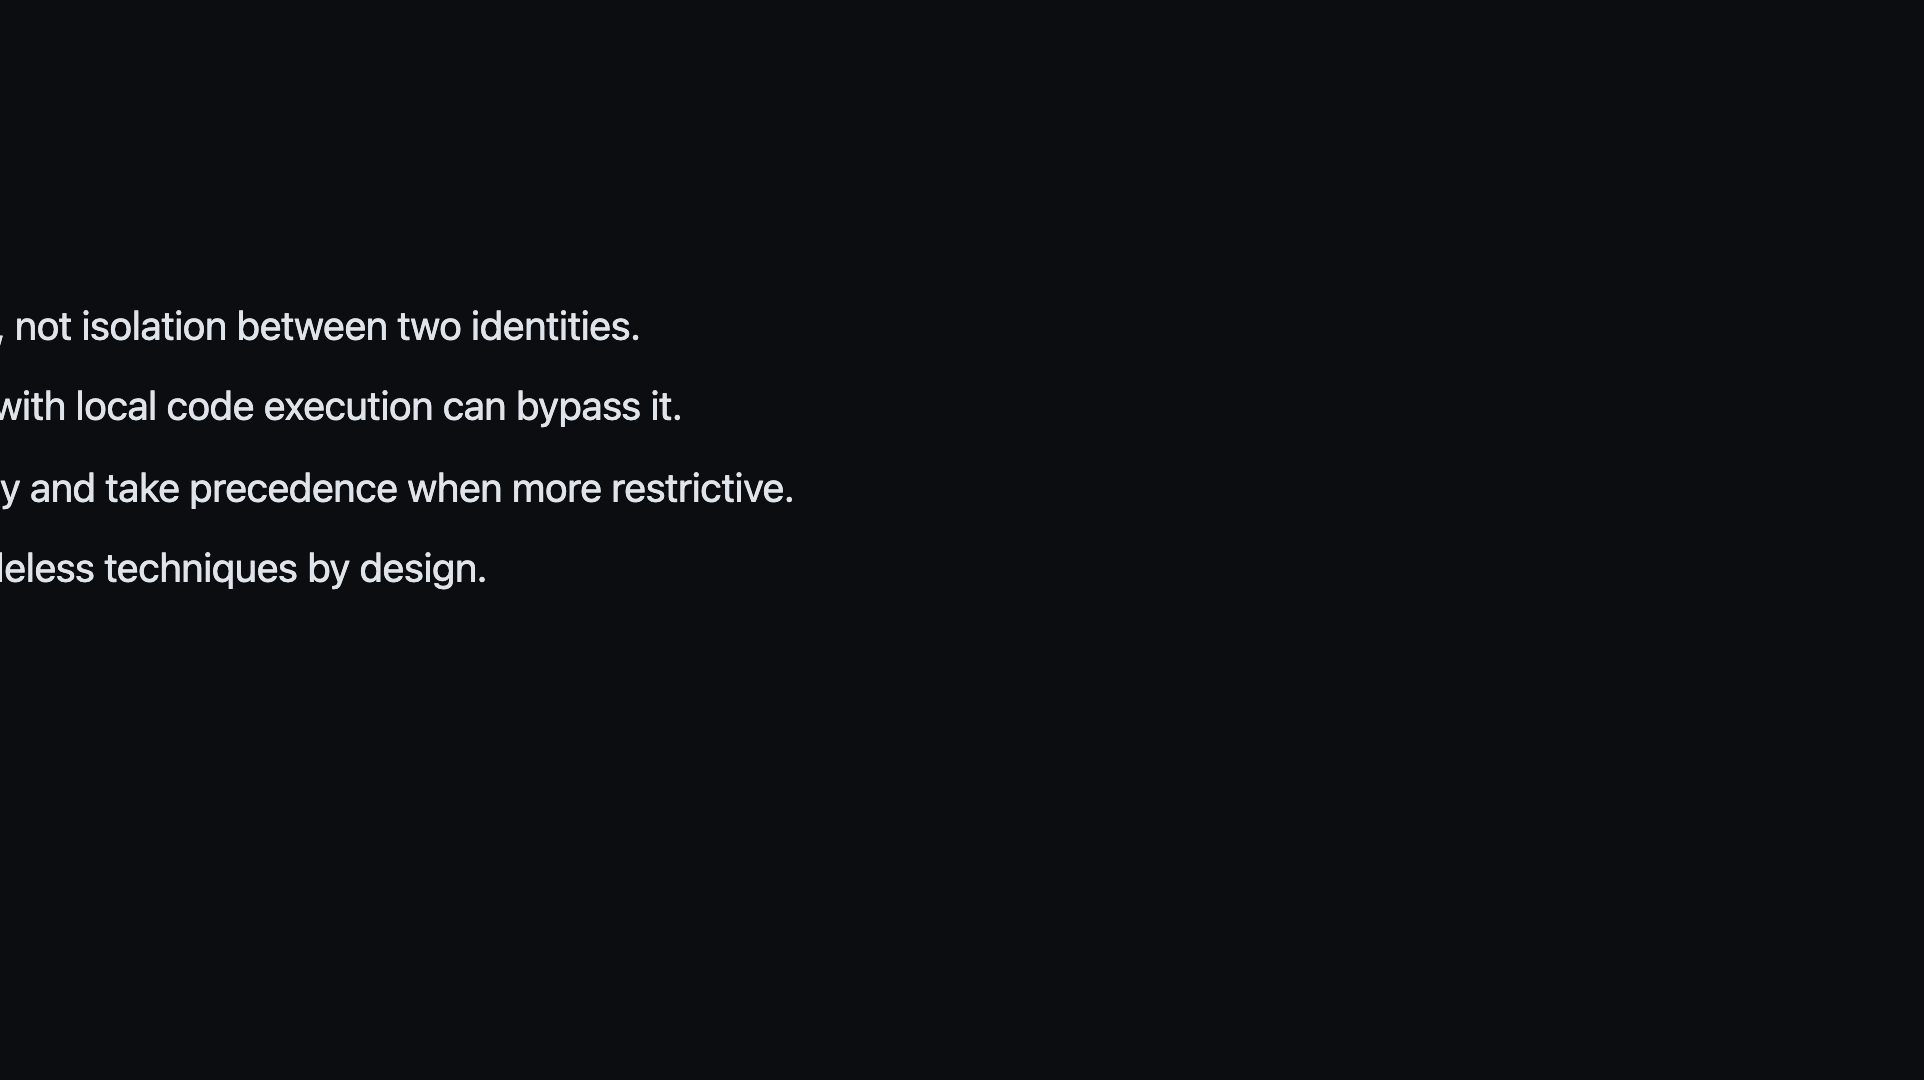 , not isolation between two identities.
with local code execution can bypass it.
y and take precedence when more restrictive.
eless techniques by design.